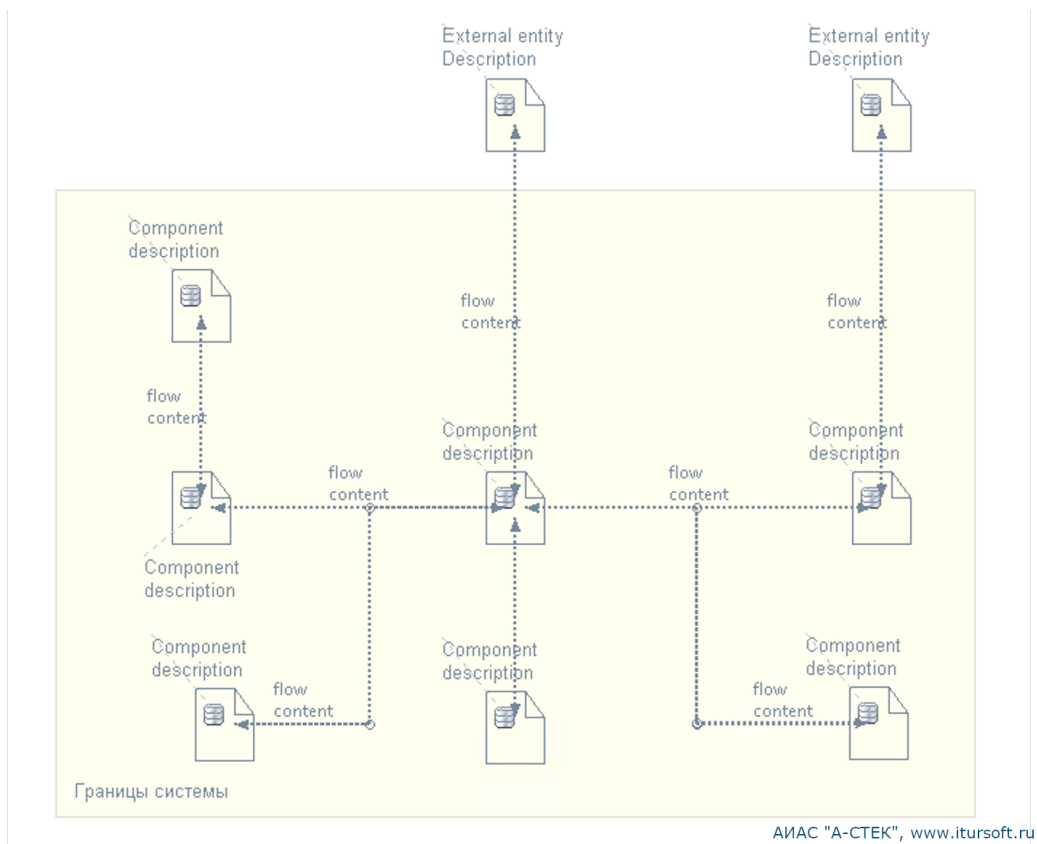 External entity
Description
External entity
Description
Component
description
flow
content
flow
content
flow
content
Component
description
Component
description
flow
content
flow
content
Component
description
Component
description
Component
description
Component
description
flow
content
flow
content
Границы системы
АИАС "А-СТЕК", www.itursoft.ru